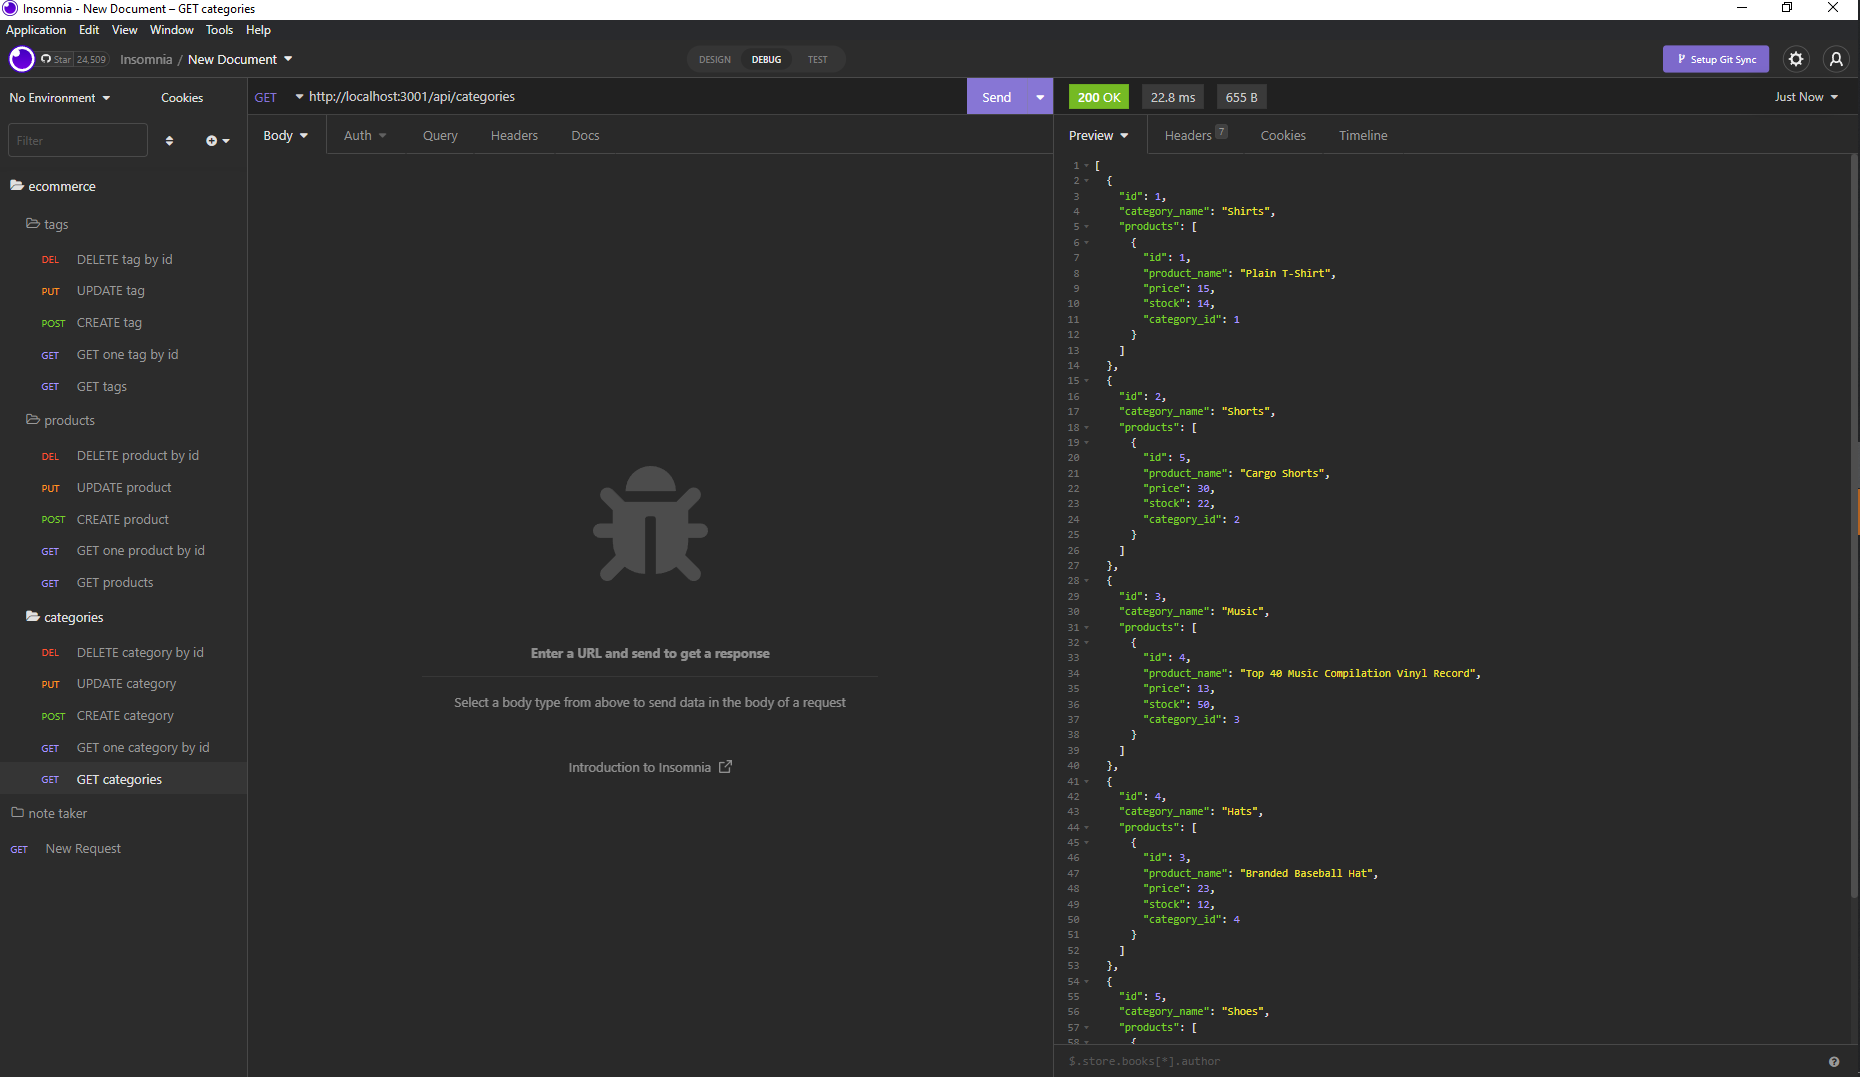 Insomnia - New Document – GET categories
Application Edit View Window Tools Help
Star 24,509 Insomnia / New Document DESIGN DEBUG TEST Setup Git Sync
No Environment Cookies
Filter
ecommerce
tags
DEL DELETE tag by id
PUT UPDATE tag
POST CREATE tag
GET GET one tag by id
GET GET tags
products
DEL DELETE product by id
PUT UPDATE product
POST CREATE product
GET GET one product by id
GET GET products
categories
DEL DELETE category by id
PUT UPDATE category
POST CREATE category
GET GET one category by id
GET GET categories
note taker
GET New Request
GET http://localhost:3001/api/categories Send
Body Auth Query Headers Docs
Enter a URL and send to get a response
Select a body type from above to send data in the body of a request
Introduction to Insomnia
200 OK 22.8 ms 655 B Just Now
Preview Headers 7 Cookies Timeline
1 [
2 {
3 "id": 1,
4 "category_name": "Shirts",
5 "products": [
6 {
7 "id": 1,
8 "product_name": "Plain T-Shirt",
9 "price": 15,
10 "stock": 14,
11 "category_id": 1
12 }
13 ]
14 },
15 {
16 "id": 2,
17 "category_name": "Shorts",
18 "products": [
19 {
20 "id": 5,
21 "product_name": "Cargo Shorts",
22 "price": 30,
23 "stock": 22,
24 "category_id": 2
25 }
26 ]
27 },
28 {
29 "id": 3,
30 "category_name": "Music",
31 "products": [
32 {
33 "id": 4,
34 "product_name": "Top 40 Music Compilation Vinyl Record",
35 "price": 13,
36 "stock": 50,
37 "category_id": 3
38 }
39 ]
40 },
41 {
42 "id": 4,
43 "category_name": "Hats",
44 "products": [
45 {
46 "id": 3,
47 "product_name": "Branded Baseball Hat",
48 "price": 23,
49 "stock": 12,
50 "category_id": 4
51 }
52 ]
53 },
54 {
55 "id": 5,
56 "category_name": "Shoes",
57 "products": [
58 {
$.store.books[*].author